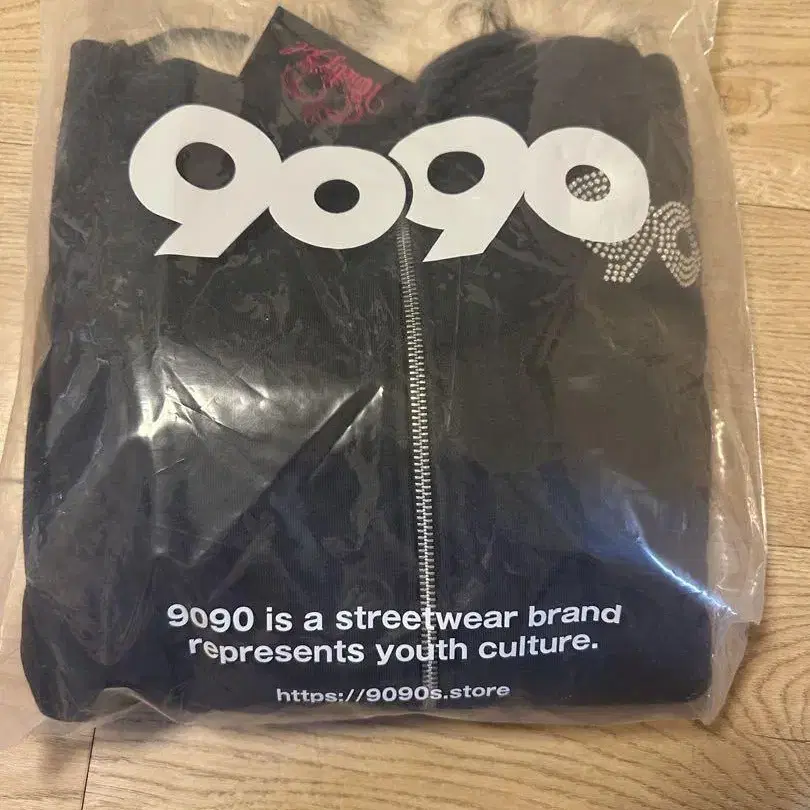 9090
9090 is a streetwear brand
represents youth culture.
https://9090s.store